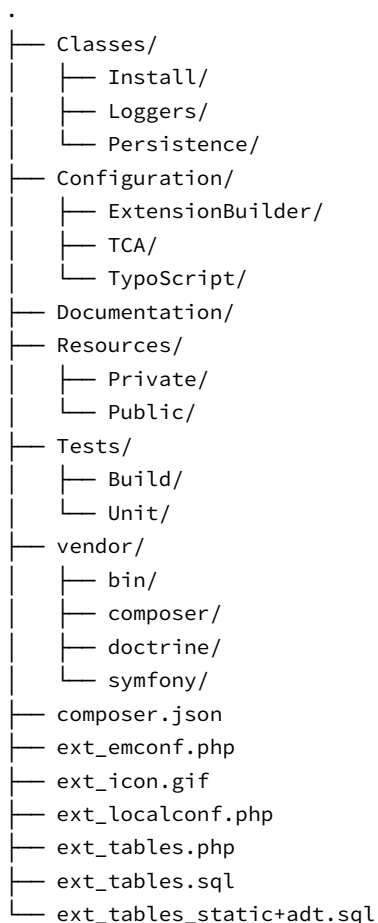 .
├── Classes/
│   ├── Install/
│   ├── Loggers/
│   └── Persistence/
├── Configuration/
│   ├── ExtensionBuilder/
│   ├── TCA/
│   └── TypoScript/
├── Documentation/
├── Resources/
│   ├── Private/
│   └── Public/
├── Tests/
│   ├── Build/
│   └── Unit/
├── vendor/
│   ├── bin/
│   ├── composer/
│   ├── doctrine/
│   └── symfony/
├── composer.json
├── ext_emconf.php
├── ext_icon.gif
├── ext_localconf.php
├── ext_tables.php
├── ext_tables.sql
└── ext_tables_static+adt.sql